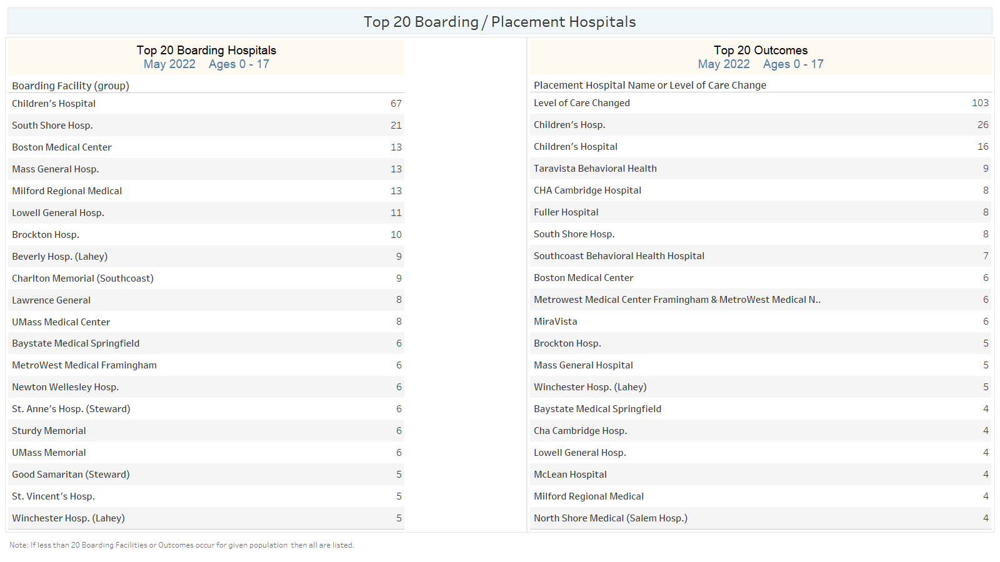 Top 20 Boarding / Placement Hospitals
Top 20 Boarding Hospitals
May 2022 Ages 0 - 17
Boarding Facility (group)
Children's Hospital 67
South Shore Hosp. 21
Boston Medical Center 13
Mass General Hosp. 13
Milford Regional Medical 13
Lowell General Hosp. 11
Brockton Hosp. 10
Beverly Hosp. (Lahey) 9
Charlton Memorial (Southcoast) 9
Lawrence General 8
UMass Medical Center 8
Baystate Medical Springfield 6
MetroWest Medical Framingham 6
Newton Wellesley Hosp. 6
St. Anne's Hosp. (Steward) 6
Sturdy Memorial 6
UMass Memorial 6
Good Samaritan (Steward) 5
St. Vincent's Hosp. 5
Winchester Hosp. (Lahey) 5
Top 20 Outcomes
May 2022 Ages 0 - 17
Placement Hospital Name or Level of Care Change
Level of Care Changed 103
Children's Hosp. 26
Children's Hospital 16
Taravista Behavioral Health 9
CHA Cambridge Hospital 8
Fuller Hospital 8
South Shore Hosp. 8
Southcoast Behavioral Health Hospital 7
Boston Medical Center 6
Metrowest Medical Center Framingham & MetroWest Medical N.. 6
MiraVista 6
Brockton Hosp. 5
Mass General Hospital 5
Winchester Hosp. (Lahey) 5
Baystate Medical Springfield 4
Cha Cambridge Hosp. 4
Lowell General Hosp. 4
McLean Hospital 4
Milford Regional Medical 4
North Shore Medical (Salem Hosp.) 4
Note: If less than 20 Boarding Facilities or Outcomes occur for given population then all are listed.